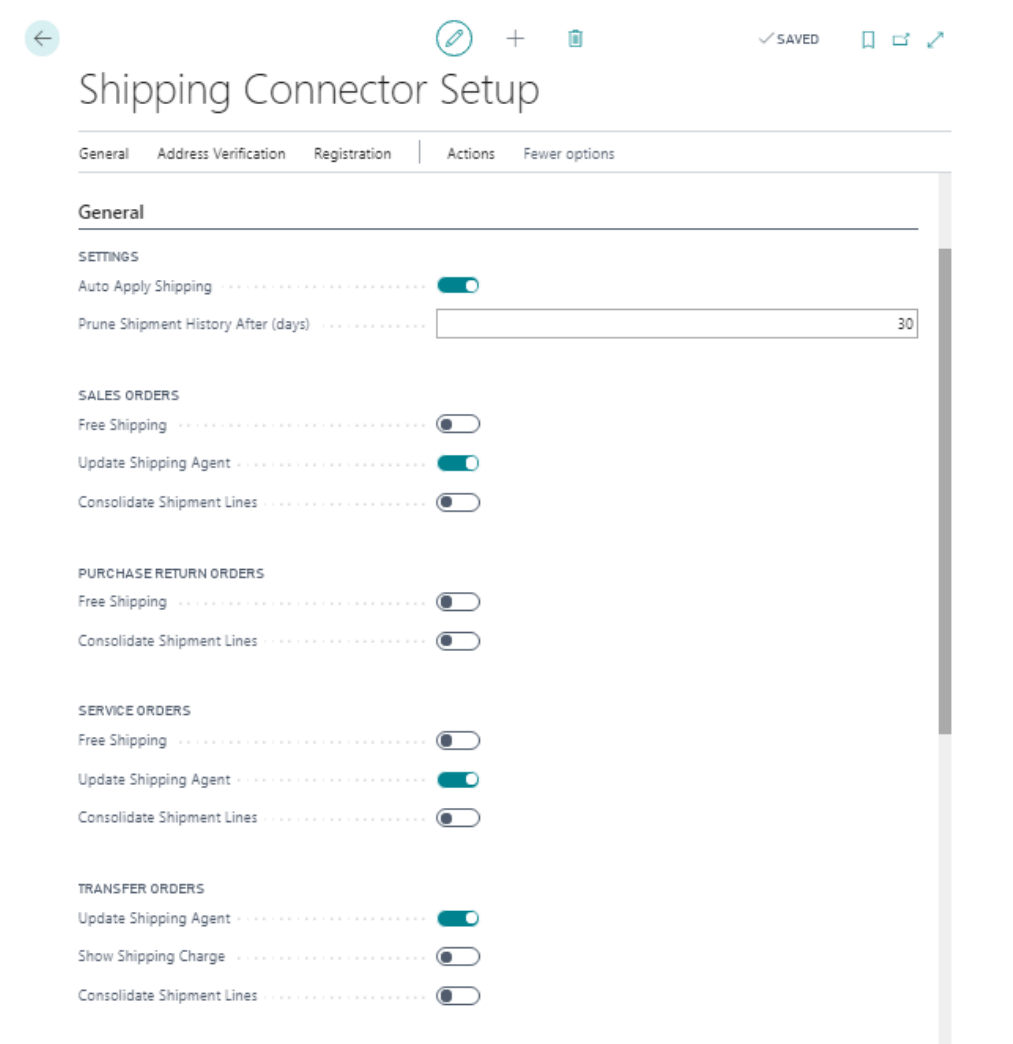 SAVED
Shipping Connector Setup
General Address Verification Registration Actions Fewer options
General
SETTINGS
Auto Apply Shipping
Prune Shipment History After (days) 30
SALES ORDERS
Free Shipping
Update Shipping Agent
Consolidate Shipment Lines
PURCHASE RETURN ORDERS
Free Shipping
Consolidate Shipment Lines
SERVICE ORDERS
Free Shipping
Update Shipping Agent
Consolidate Shipment Lines
TRANSFER ORDERS
Update Shipping Agent
Show Shipping Charge
Consolidate Shipment Lines